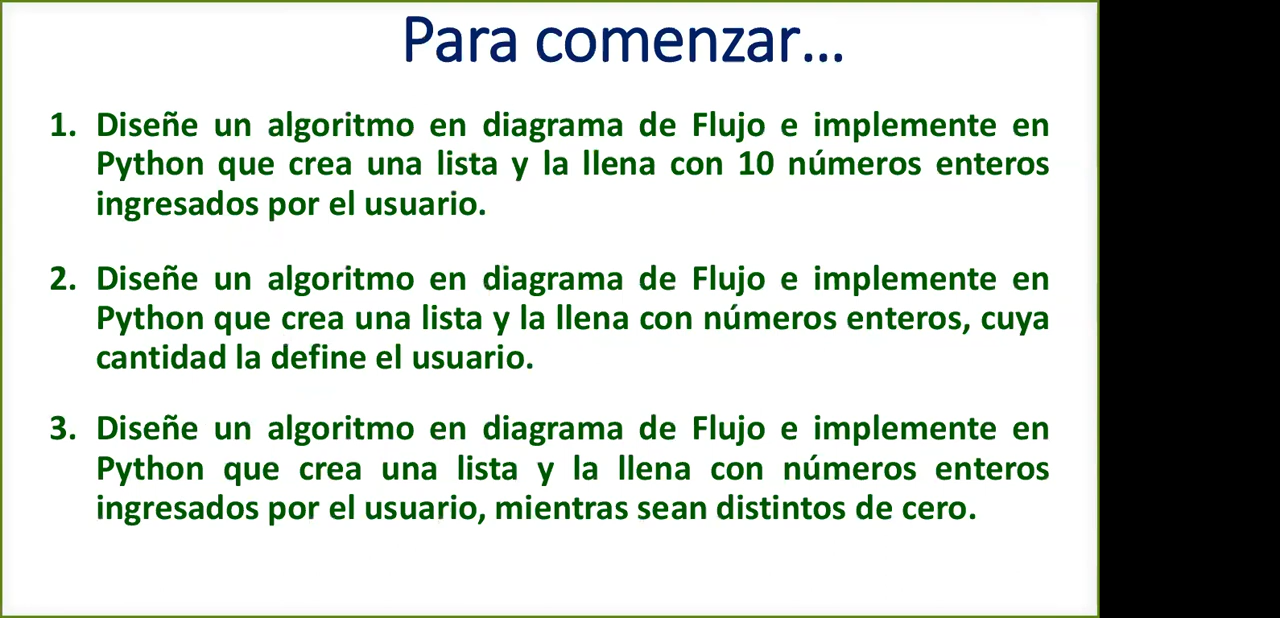 Para comenzar...
1. Diseñe un algoritmo en diagrama de Flujo e implemente en
Python que crea una lista y la llena con 10 números enteros
ingresados por el usuario.
2. Diseñe un algoritmo en diagrama de Flujo e implemente en
Python que crea una lista y la llena con números enteros, cuya
cantidad la define el usuario.
3. Diseñe un algoritmo en diagrama de Flujo e implemente en
Python que crea una lista y la llena con números enteros
ingresados por el usuario, mientras sean distintos de cero.